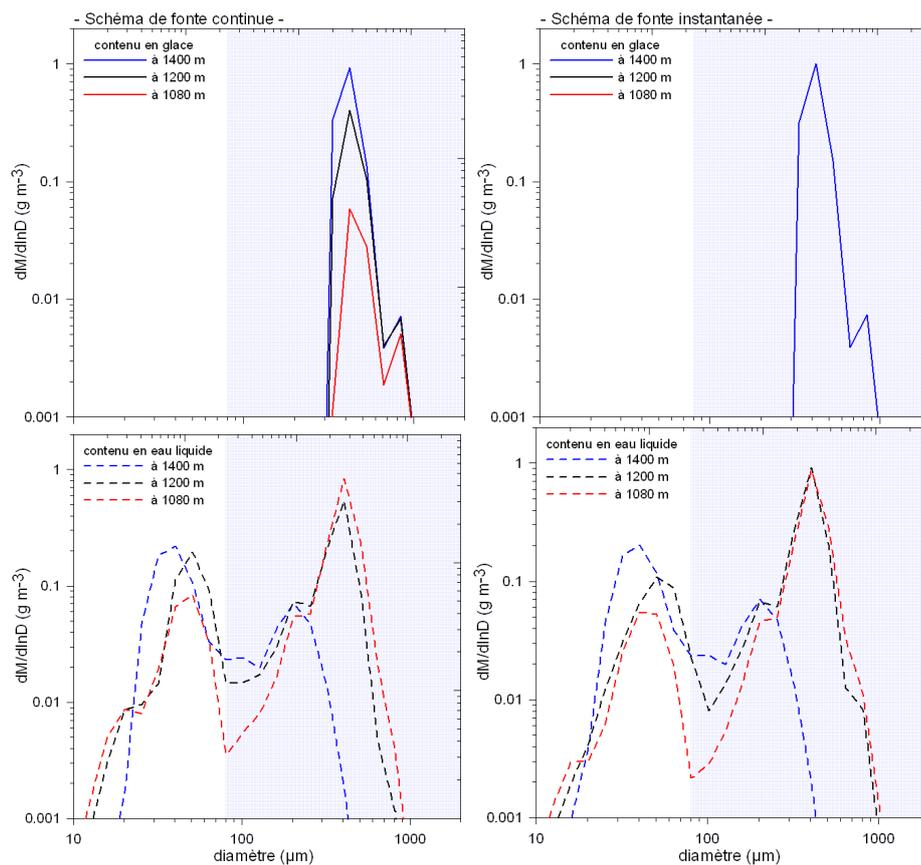 - Schéma de fonte continue -
contenu en glace
à 1400 m
à 1200 m
à 1080 m
1
0.1
0.01
0.001
dM/dlnD (g m-3)
- Schéma de fonte instantanée -
contenu en glace
à 1400 m
à 1200 m
à 1080 m
1
0.1
0.01
0.001
dM/dlnD (g m-3)
contenu en eau liquide
à 1400 m
à 1200 m
à 1080 m
1
0.1
0.01
0.001
dM/dlnD (g m-3)
10
100
1000
diamètre (µm)
contenu en eau liquide
à 1400 m
à 1200 m
à 1080 m
1
0.1
0.01
0.001
dM/dlnD (g m-3)
10
100
1000
diamètre (µm)